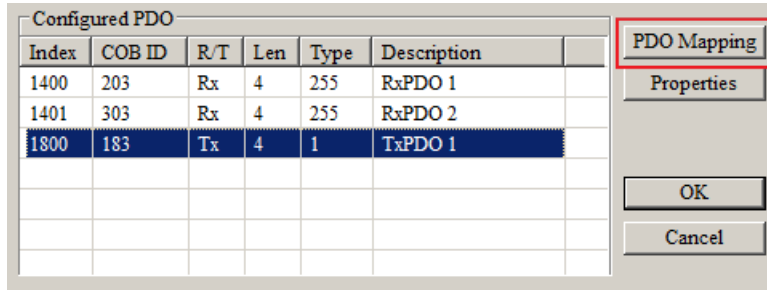 Configured PDO
Index COB ID R/T Len Type Description
1400 203 Rx 4 255 RxPDO 1
1401 303 Rx 4 255 RxPDO 2
1800 183 Tx 4 1 TxPDO 1
PDO Mapping
Properties
OK
Cancel